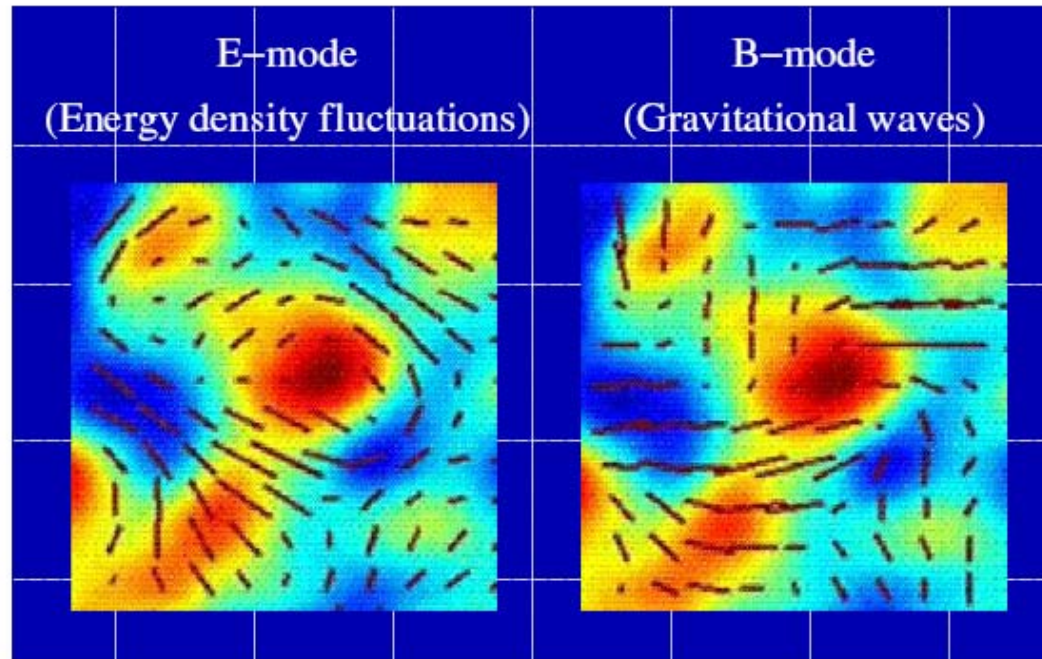 E−mode
(Energy density fluctuations)
B−mode
(Gravitational waves)